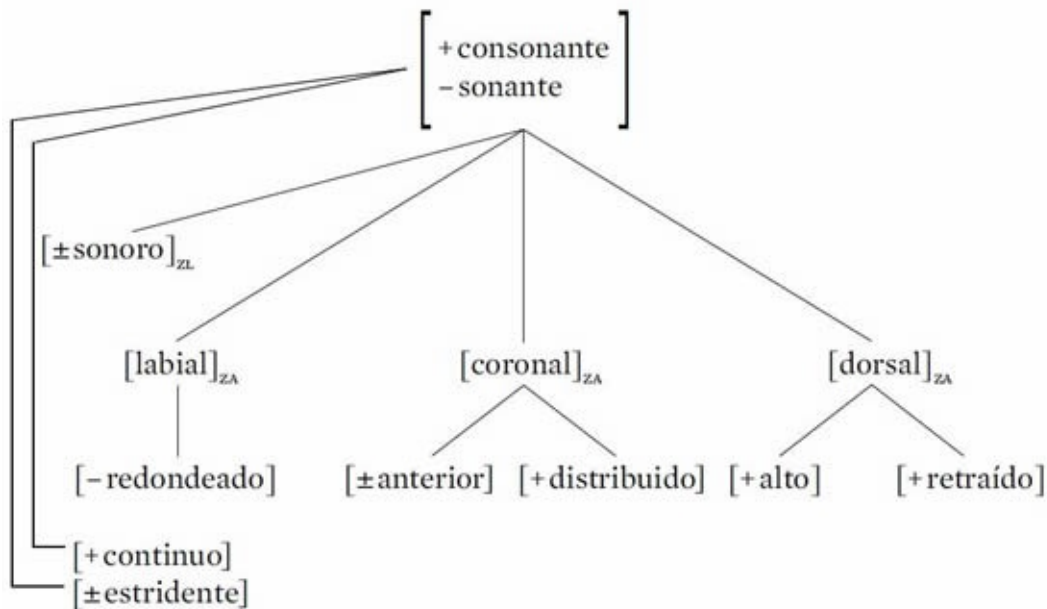 + consonante
− sonante
[± sonoro]ZL
[labial]ZA [coronal]ZA [dorsal]ZA
[− redondeado] [± anterior] [+ distribuido] [+ alto] [+ retraído]
[+ continuo]
[± estridente]